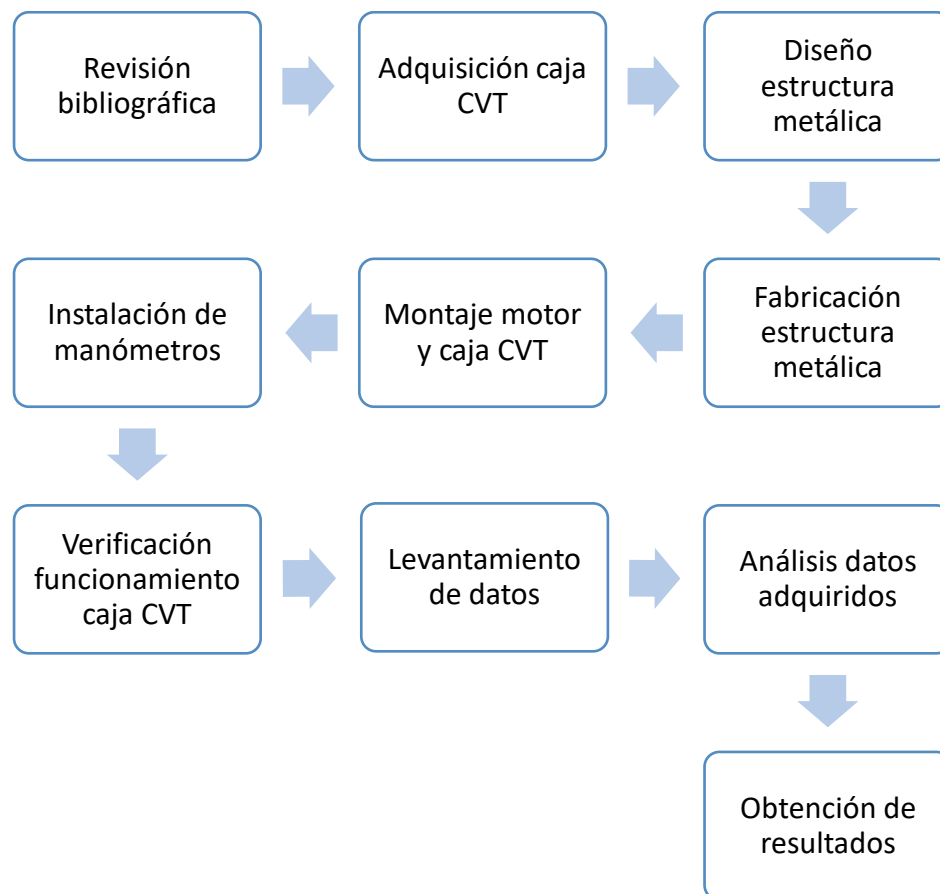 Revisión
bibliográfica
Adquisición caja
CVT
Diseño
estructura
metálica
Fabricación
estructura
metálica
Montaje motor
y caja CVT
Instalación de
manómetros
Verificación
funcionamiento
caja CVT
Levantamiento
de datos
Análisis datos
adquiridos
Obtención de
resultados